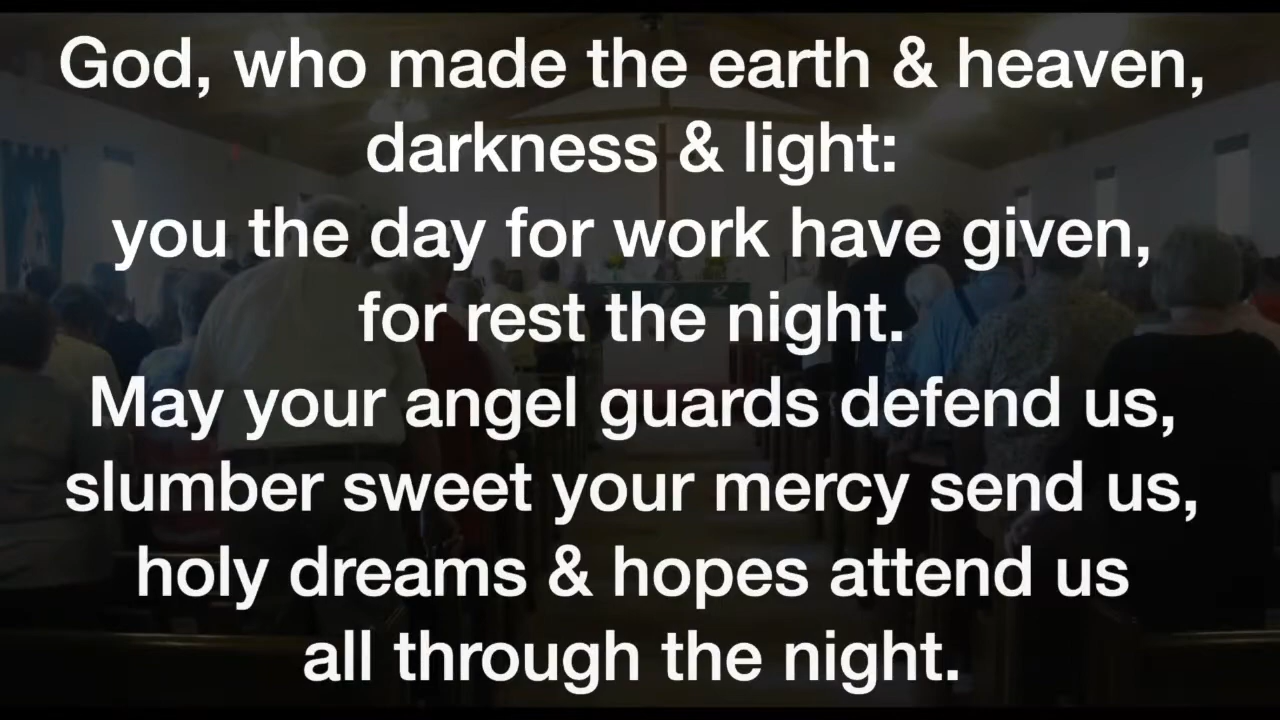 God, who made the earth & heaven,
darkness & light:
you the day for work have given,
for rest the night.
May your angel guards defend us,
slumber sweet your mercy send us,
holy dreams & hopes attend us
all through the night.